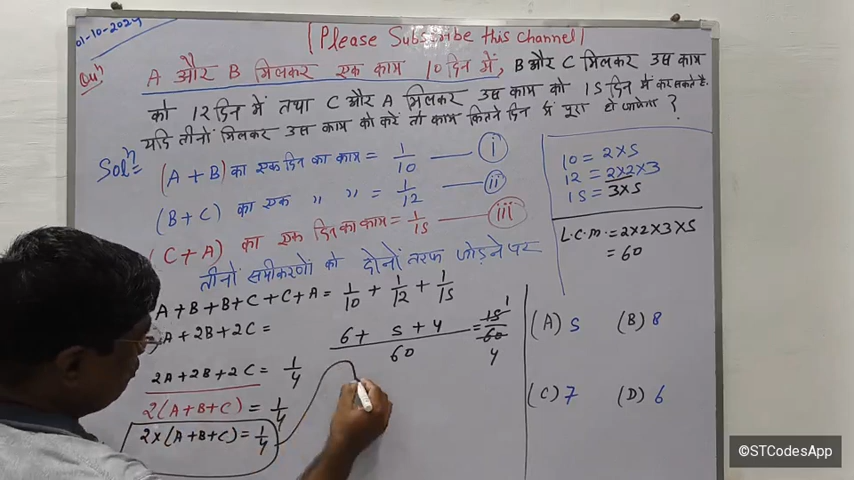 01-10-2024
(Please Subscribe this channel)
Quⁿ A और B मिलकर एक काम 10 दिन में, B और C मिलकर उस काम
को 12 दिन में तथा C और A मिलकर उस काम को 15 दिन में कर सकते है.
यदि तीनों मिलकर उस काम को करें तो काम कितने दिन में पूरा हो जायेगा ?
Solⁿ=
(A + B) का एक दिन का काम = 1/10 — (i)
(B + C) का एक " " = 1/12 — (ii)
(C + A) का एक दिन का काम = 1/15 — (iii)
तीनों समीकरणों को दोनों तरफ जोड़ने पर
A + B + B + C + C + A = 1/10 + 1/12 + 1/15
A + 2B + 2C = 6 + 5 + 4 / 60 = 15/60 1 4
2A + 2B + 2C = 1/4
2(A + B + C) = 1/4
2 × (A + B + C) = 1/4
10 = 2 × 5
12 = 2 × 2 × 3
15 = 3 × 5
L.C.M. = 2 × 2 × 3 × 5
= 60
(A) 5 (B) 8
(C) 7 (D) 6
©STCodesApp